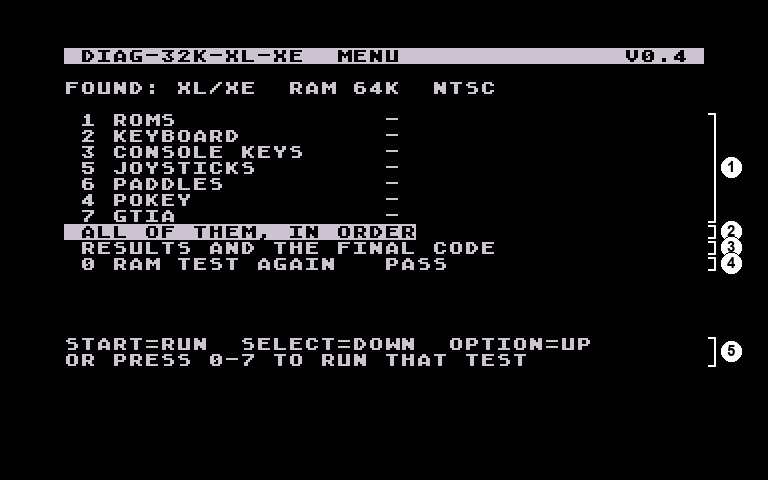 DIAG-32K-XL-XE MENU V0.4
FOUND: XL/XE RAM 64K NTSC
1 ROMS -
2 KEYBOARD -
3 CONSOLE KEYS -
5 JOYSTICKS -
6 PADDLES -
4 POKEY -
7 GTIA -
1
ALL OF THEM, IN ORDER
2
RESULTS AND THE FINAL CODE
3
0 RAM TEST AGAIN PASS
4
START=RUN SELECT=DOWN OPTION=UP
OR PRESS 0-7 TO RUN THAT TEST
5